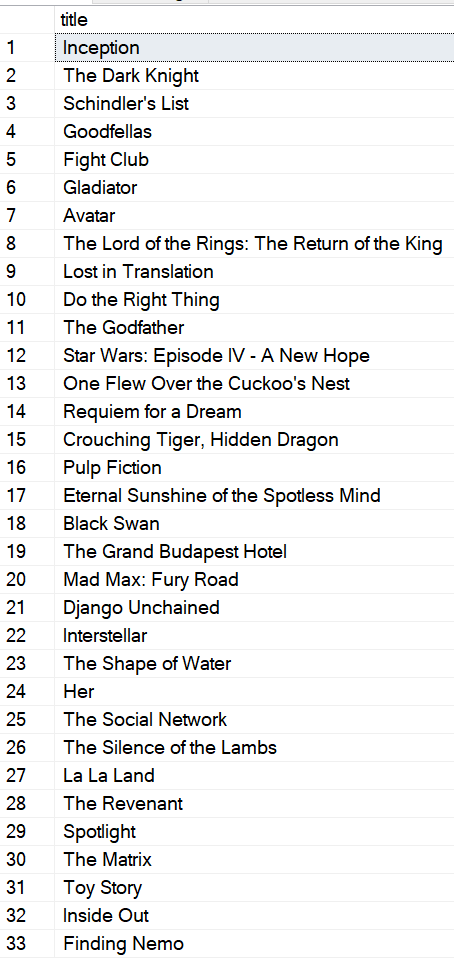 title
1 Inception
2 The Dark Knight
3 Schindler's List
4 Goodfellas
5 Fight Club
6 Gladiator
7 Avatar
8 The Lord of the Rings: The Return of the King
9 Lost in Translation
10 Do the Right Thing
11 The Godfather
12 Star Wars: Episode IV - A New Hope
13 One Flew Over the Cuckoo's Nest
14 Requiem for a Dream
15 Crouching Tiger, Hidden Dragon
16 Pulp Fiction
17 Eternal Sunshine of the Spotless Mind
18 Black Swan
19 The Grand Budapest Hotel
20 Mad Max: Fury Road
21 Django Unchained
22 Interstellar
23 The Shape of Water
24 Her
25 The Social Network
26 The Silence of the Lambs
27 La La Land
28 The Revenant
29 Spotlight
30 The Matrix
31 Toy Story
32 Inside Out
33 Finding Nemo